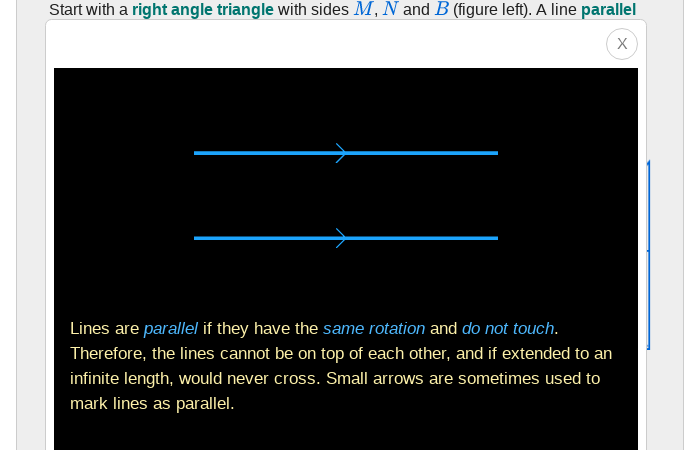 Start with a right angle triangle with sides M, N and B (figure left). A line parallel
X
Lines are parallel if they have the same rotation and do not touch.
Therefore, the lines cannot be on top of each other, and if extended to an
infinite length, would never cross. Small arrows are sometimes used to
mark lines as parallel.